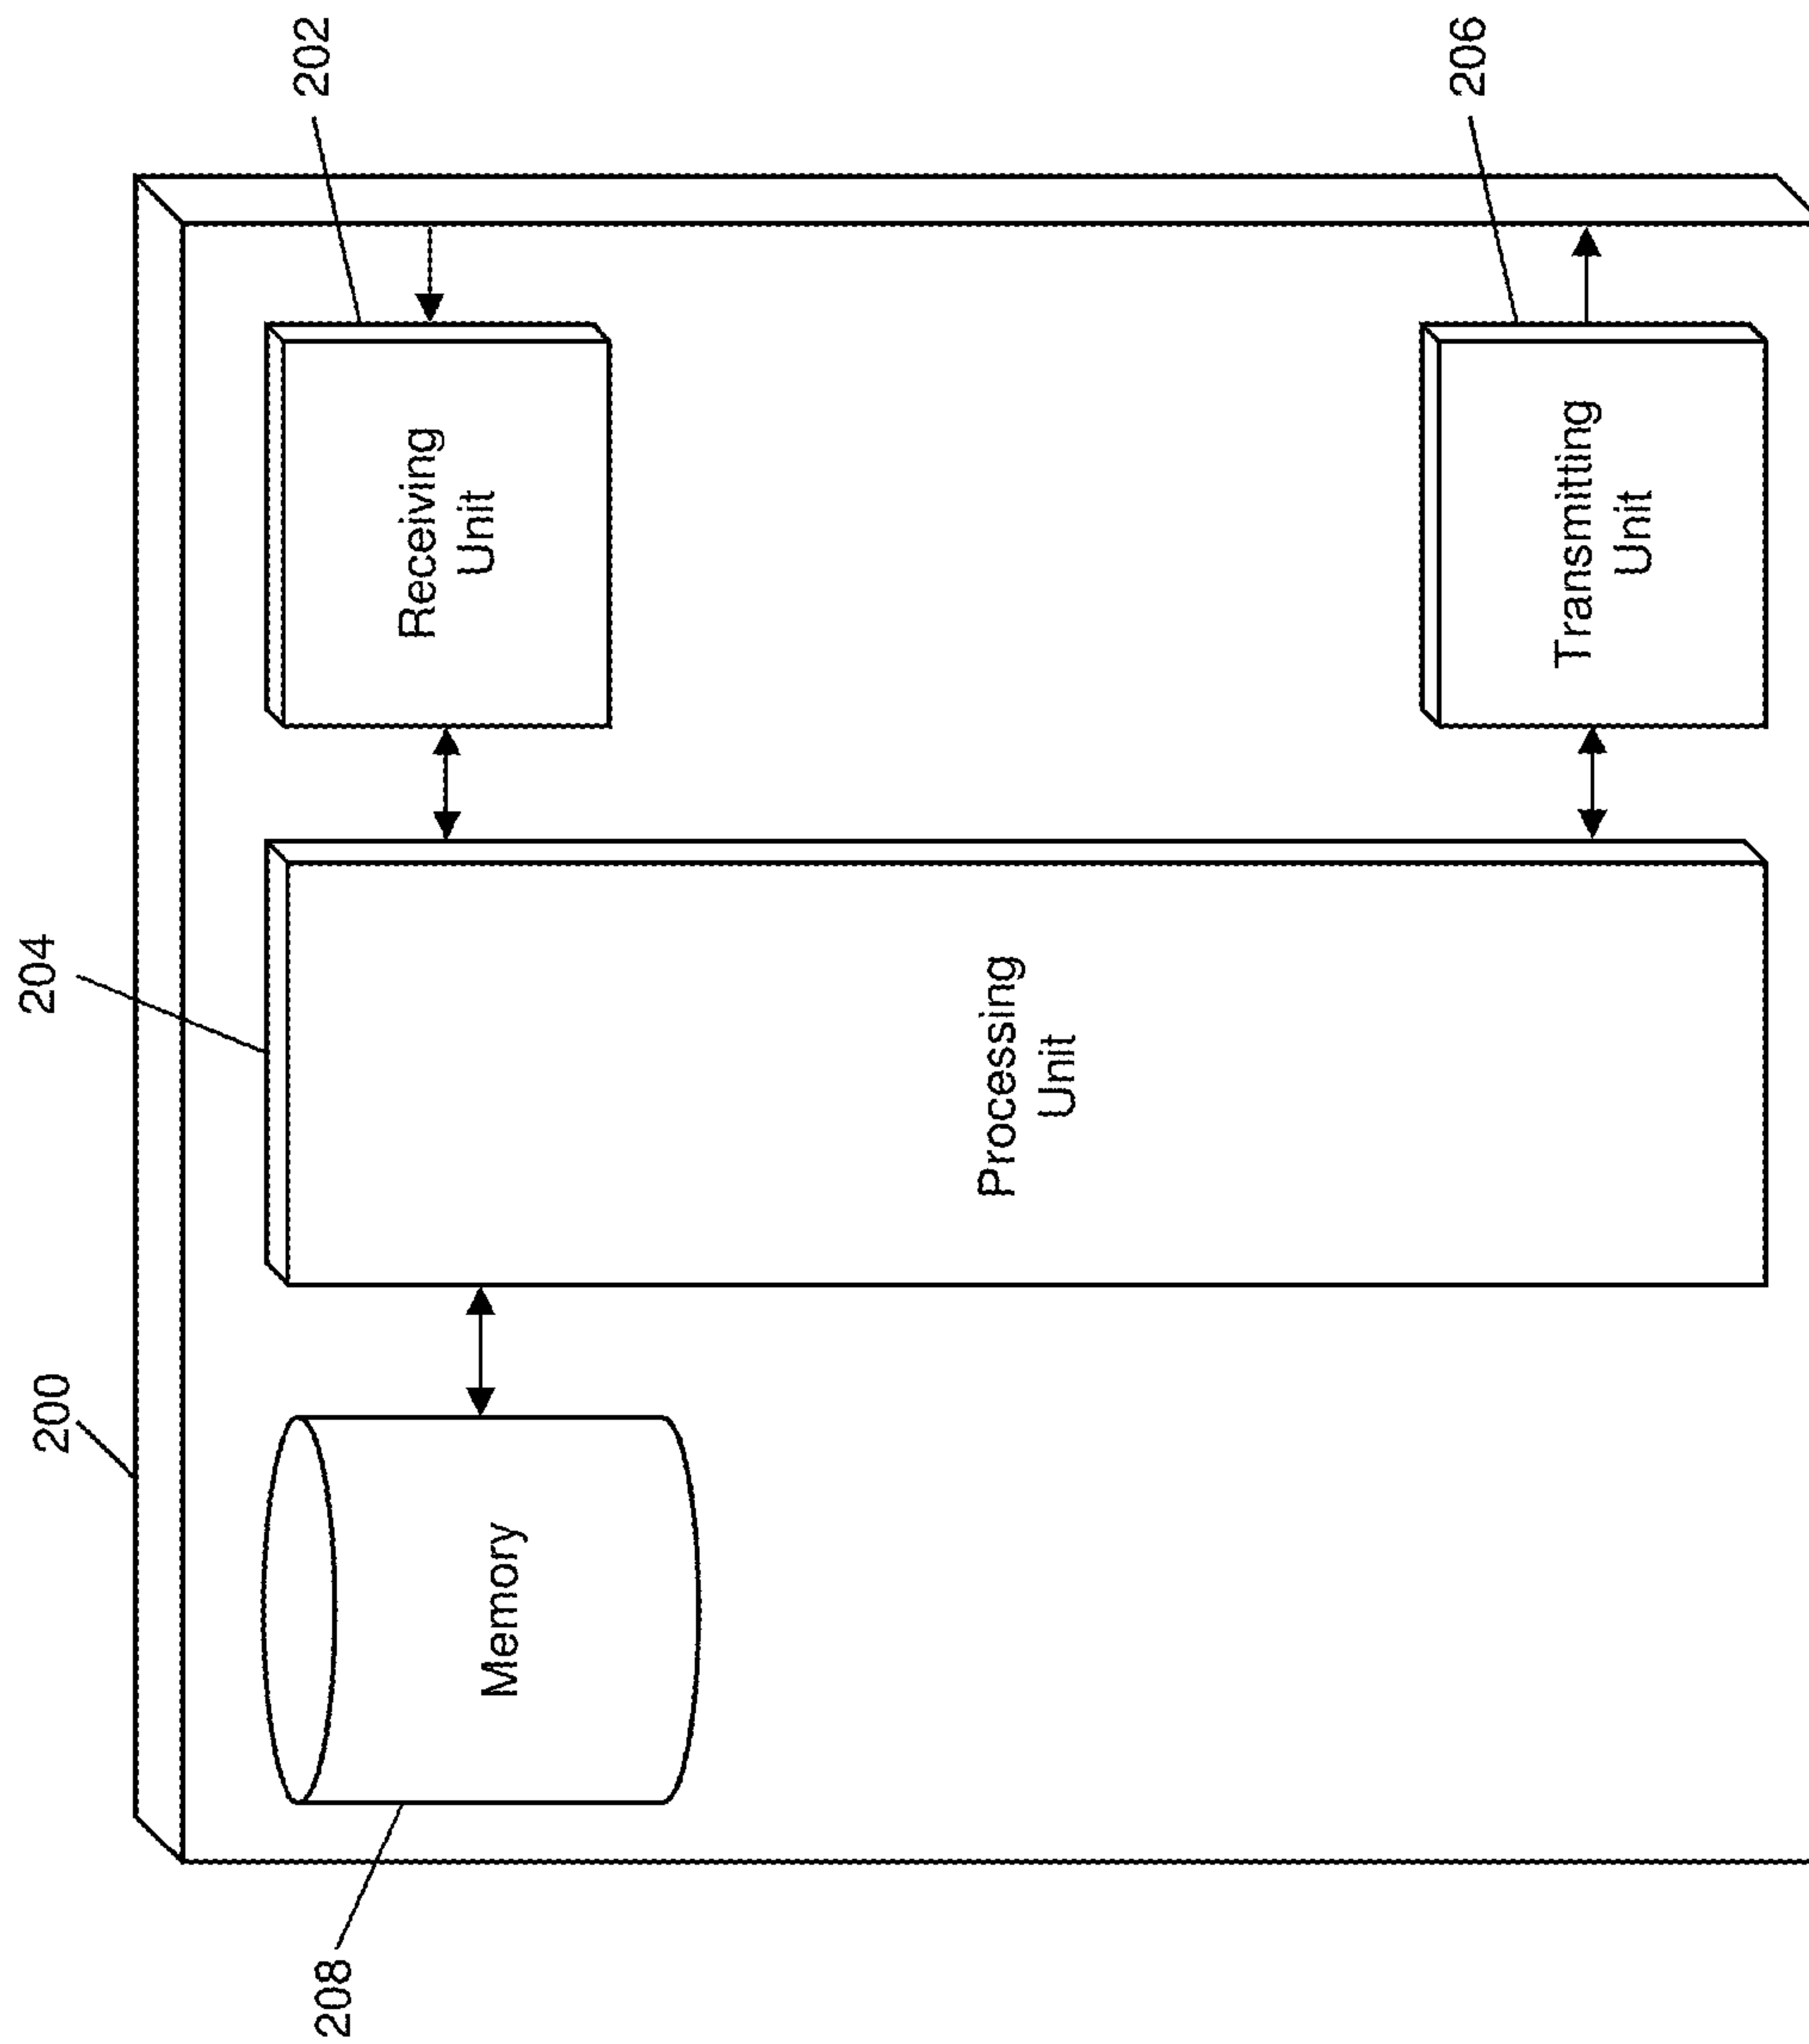 200
204
208
202
Receiving
Unit
Memory
Processing
Unit
206
Transmitting
Unit